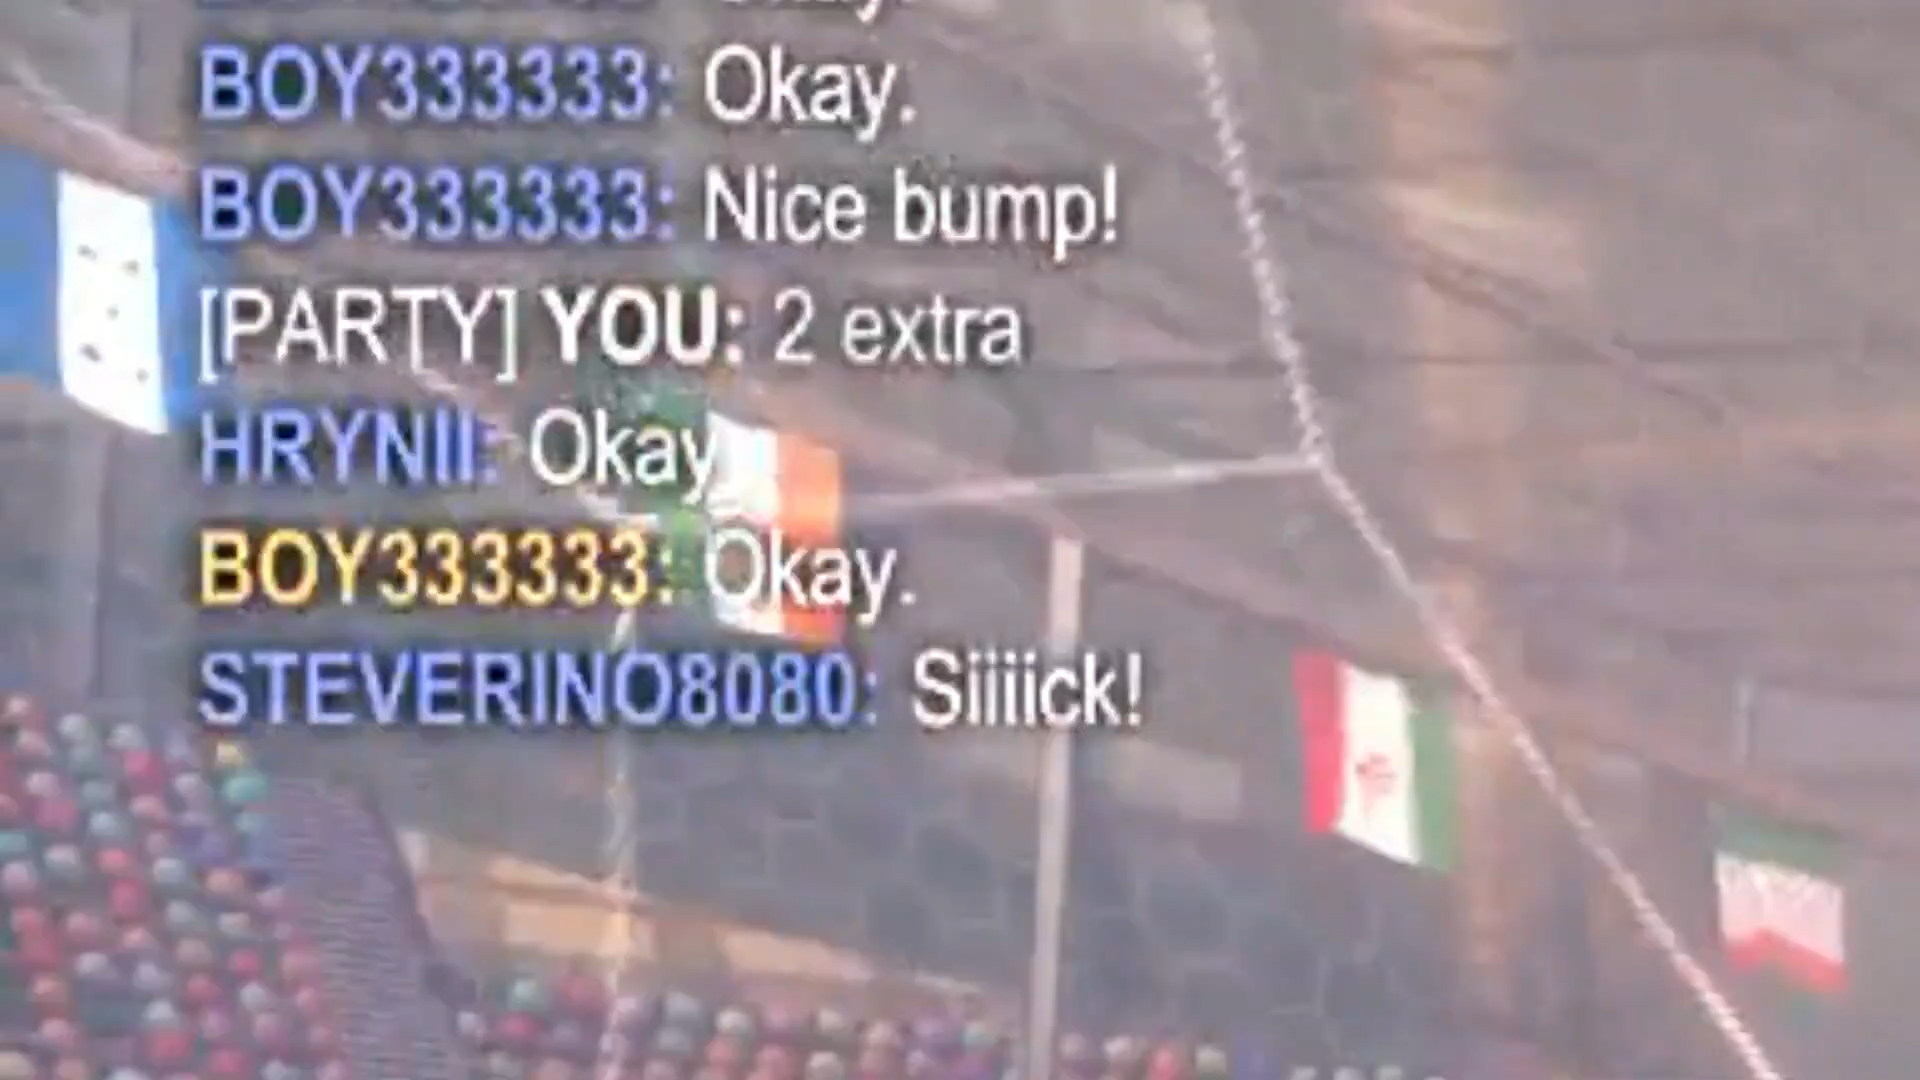 BOY333333: Okay.
BOY333333: Nice bump!
[PARTY] YOU: 2 extra
HRYNII: Okay.
BOY333333: Okay.
STEVERINO8080: Siiiick!